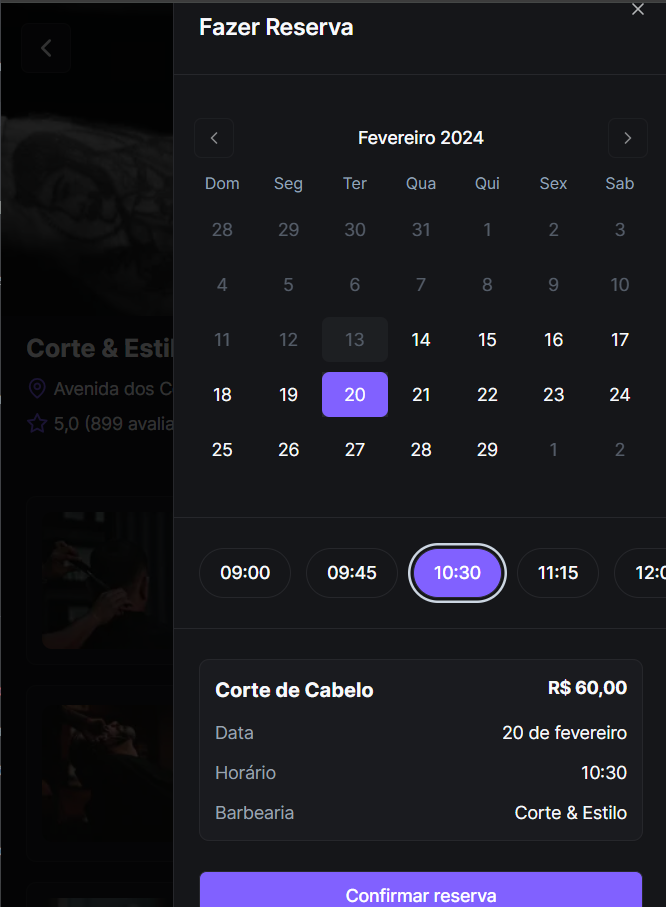 Fazer Reserva
Fevereiro 2024
Dom Seg Ter Qua Qui Sex Sab
28 29 30 31 1 2 3
4 5 6 7 8 9 10
11 12 13 14 15 16 17
18 19 20 21 22 23 24
25 26 27 28 29 1 2
Corte & Esti
Avenida dos C
5,0 (899 avalia
09:00 09:45 10:30 11:15 12:0
Corte de Cabelo R$ 60,00
Data 20 de fevereiro
Horário 10:30
Barbearia Corte & Estilo
Confirmar reserva